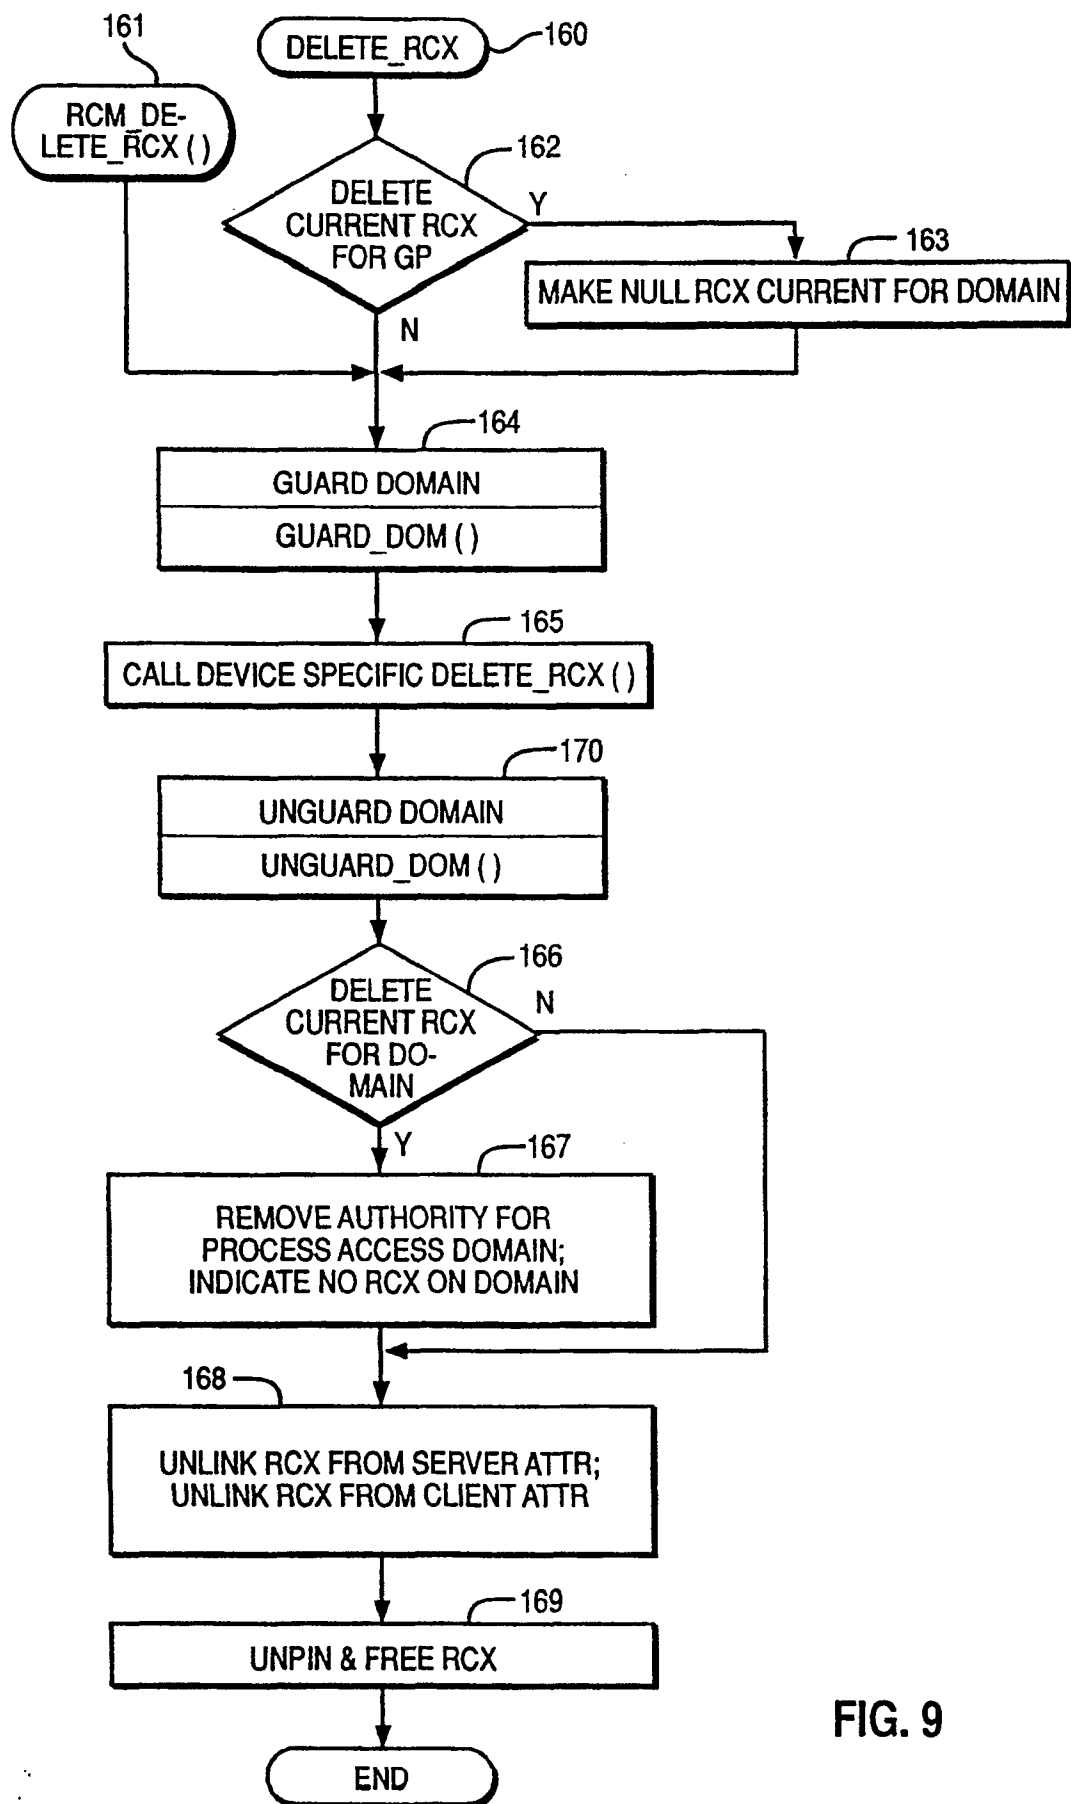 161
DELETE_RCX
160
RCM_DE-
LETE_RCX ( )
162
DELETE
CURRENT RCX
FOR GP
Y
163
MAKE NULL RCX CURRENT FOR DOMAIN
N
164
GUARD DOMAIN
GUARD_DOM ( )
165
CALL DEVICE SPECIFIC DELETE_RCX ( )
170
UNGUARD DOMAIN
UNGUARD_DOM ( )
166
DELETE
CURRENT RCX
FOR DO-
MAIN
N
Y
167
REMOVE AUTHORITY FOR
PROCESS ACCESS DOMAIN;
INDICATE NO RCX ON DOMAIN
168
UNLINK RCX FROM SERVER ATTR;
UNLINK RCX FROM CLIENT ATTR
169
UNPIN & FREE RCX
END
FIG. 9